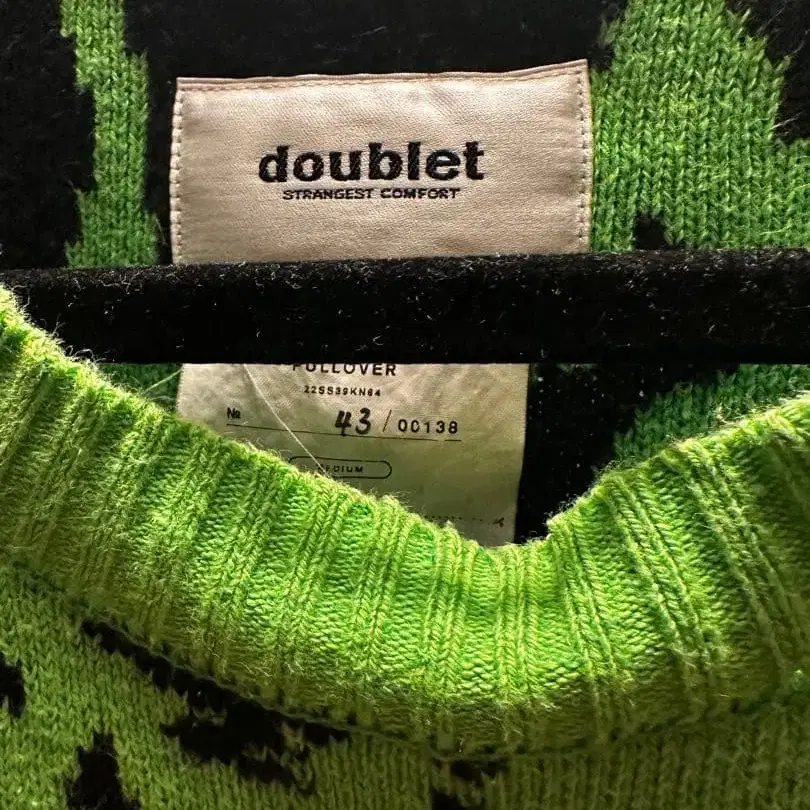 doublet
STRANGEST COMFORT
PULLOVER
22SS39KN64
№ 43 / 00138
MEDIUM